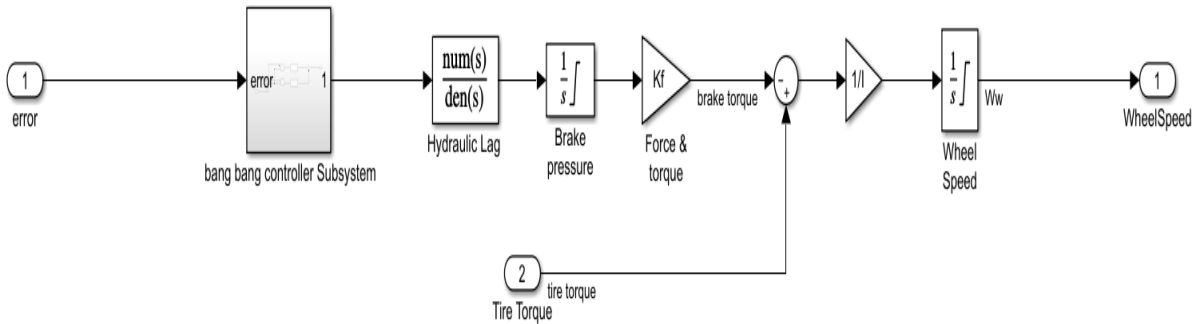 1
error
error
1
bang bang controller Subsystem
num(s)
den(s)
Hydraulic Lag
1
s
Brake
pressure
Kf
Force &
torque
brake torque
-
+
1/I
1
s
Ww
Wheel
Speed
1
WheelSpeed
2
tire torque
Tire Torque